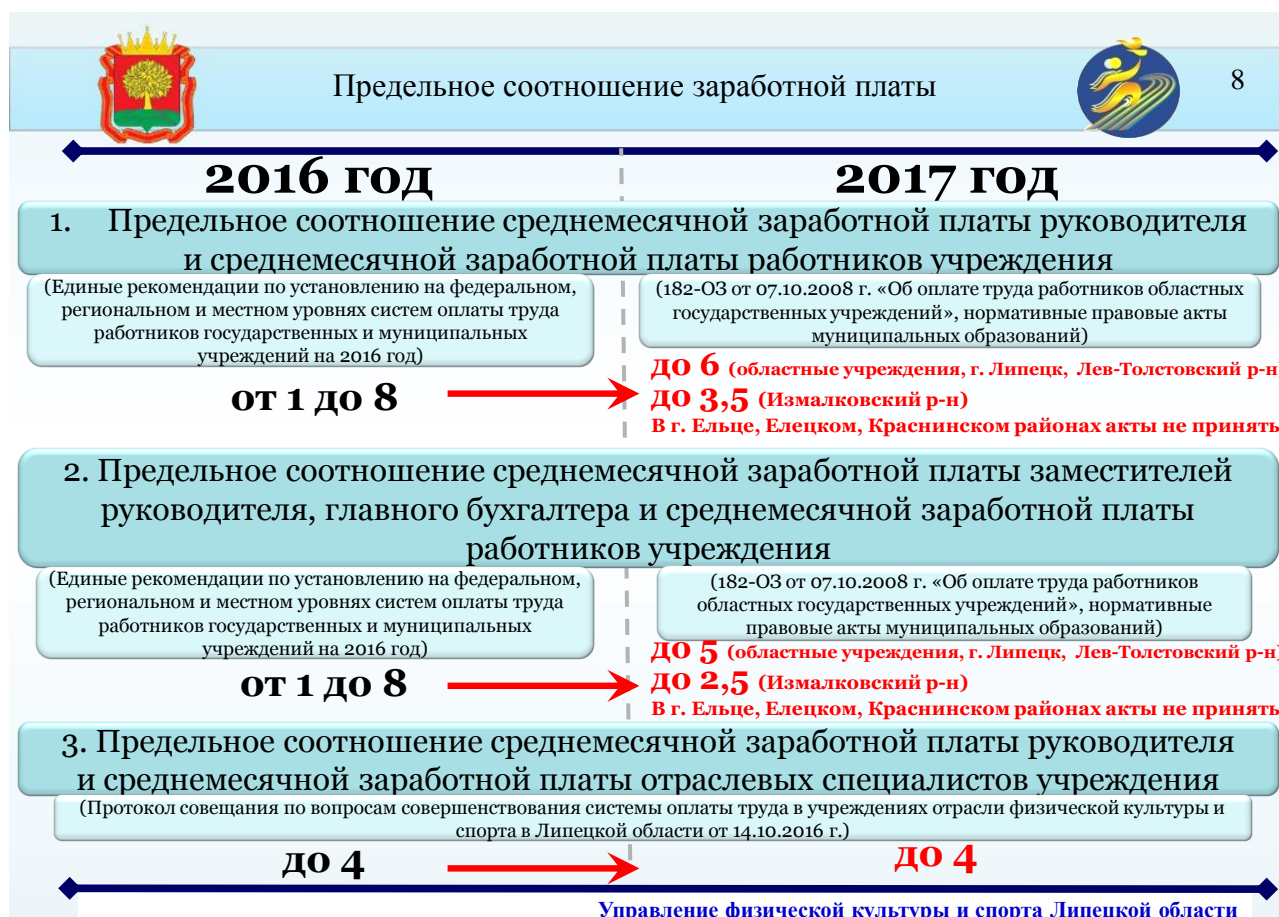 Предельное соотношение заработной платы
8
2016 год
2017 год
1. Предельное соотношение среднемесячной заработной платы руководителя
и среднемесячной заработной платы работников учреждения
(Единые рекомендации по установлению на федеральном,
региональном и местном уровнях систем оплаты труда
работников государственных и муниципальных
учреждений на 2016 год)
(182-ОЗ от 07.10.2008 г. «Об оплате труда работников областных
государственных учреждений», нормативные правовые акты
муниципальных образований)
от 1 до 8
до 6 (областные учреждения, г. Липецк, Лев-Толстовский р-н
до 3,5 (Измалковский р-н)
В г. Ельце, Елецком, Краснинском районах акты не приняты
2. Предельное соотношение среднемесячной заработной платы заместителей
руководителя, главного бухгалтера и среднемесячной заработной платы
работников учреждения
(Единые рекомендации по установлению на федеральном,
региональном и местном уровнях систем оплаты труда
работников государственных и муниципальных
учреждений на 2016 год)
(182-ОЗ от 07.10.2008 г. «Об оплате труда работников
областных государственных учреждений», нормативные
правовые акты муниципальных образований)
от 1 до 8
до 5 (областные учреждения, г. Липецк, Лев-Толстовский р-н)
до 2,5 (Измалковский р-н)
В г. Ельце, Елецком, Краснинском районах акты не приняты
3. Предельное соотношение среднемесячной заработной платы руководителя
и среднемесячной заработной платы отраслевых специалистов учреждения
(Протокол совещания по вопросам совершенствования системы оплаты труда в учреждениях отрасли физической культуры и
спорта в Липецкой области от 14.10.2016 г.)
до 4
до 4
Управление физической культуры и спорта Липецкой области